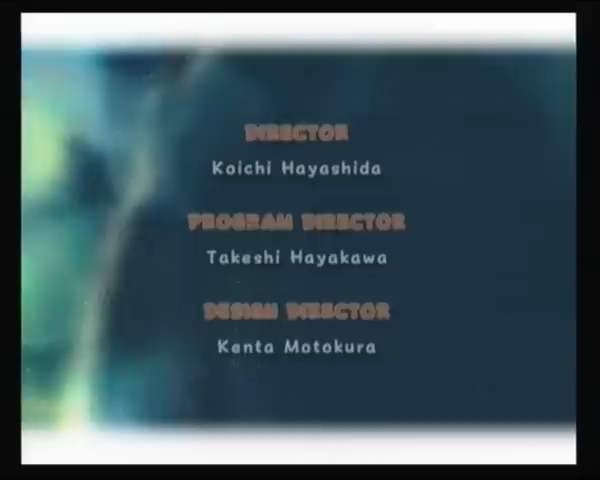 DIRECTOR
Koichi Hayashida
PROGRAM DIRECTOR
Takeshi Hayakawa
DESIGN DIRECTOR
Kenta Motokura